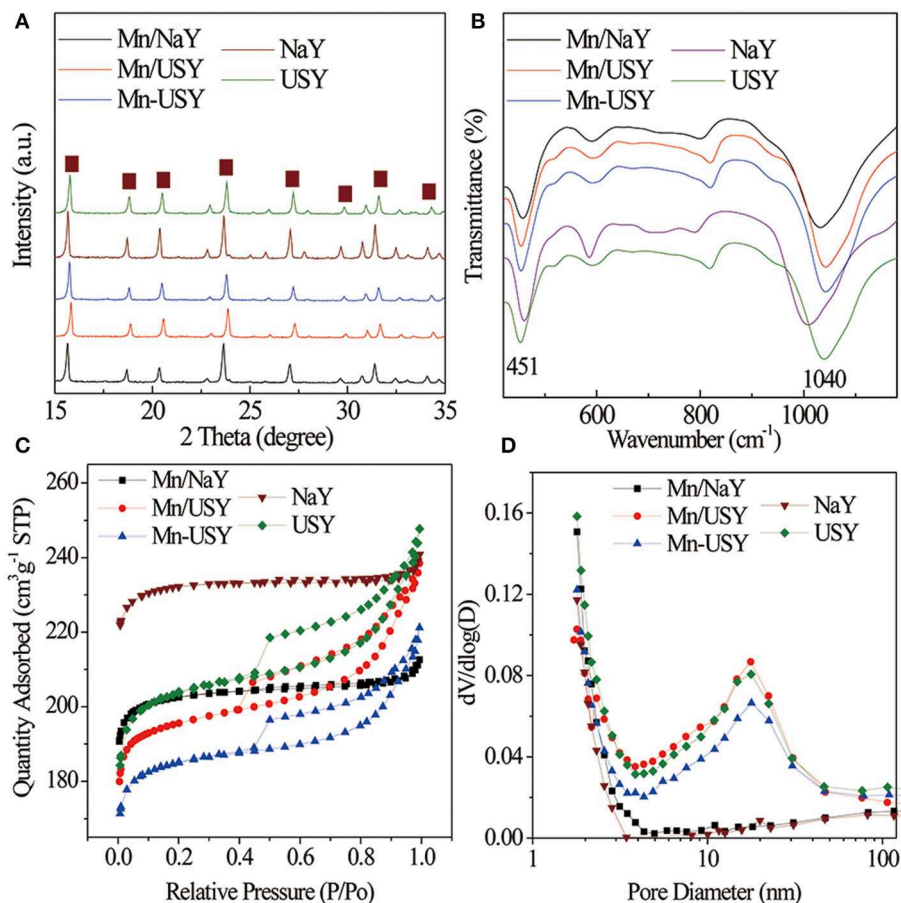 A
Mn/NaY
NaY
Mn/USY
USY
Mn-USY
Intensity (a.u.)
15 20 25 30 35
2 Theta (degree)
B
Mn/NaY
NaY
Mn/USY
USY
Mn-USY
Transmittance (%)
451
1040
600 800 1000
Wavenumber (cm-1)
C
260
240
220
200
180
Mn/NaY
NaY
Mn/USY
USY
Mn-USY
Quantity Adsorbed (cm3g-1 STP)
0.0 0.2 0.4 0.6 0.8 1.0
Relative Pressure (P/Po)
D
0.16
0.12
0.08
0.04
0.00
Mn/NaY
NaY
Mn/USY
USY
Mn-USY
dV/dlog(D)
1 10 100
Pore Diameter (nm)